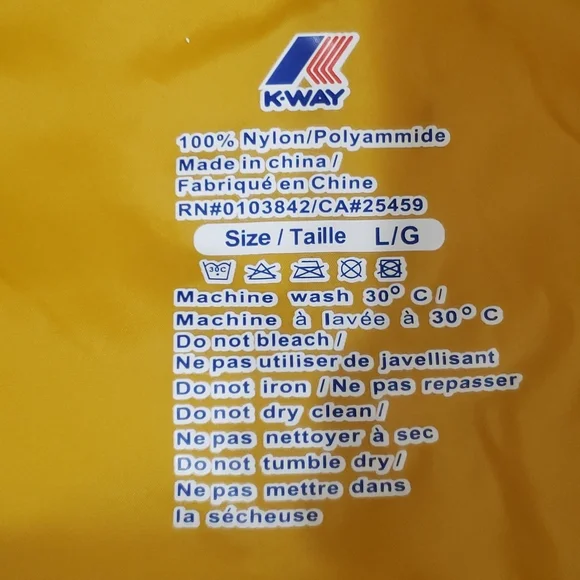 K·WAY
100% Nylon/Polyammide
Made in china /
Fabriqué en Chine
RN#0103842/CA#25459
Size / Taille L/G
30C
Machine wash 30° C /
Machine à lavée à 30° C
Do not bleach /
Ne pas utiliser de javellisant
Do not iron / Ne pas repasser
Do not dry clean /
Ne pas nettoyer à sec
Do not tumble dry /
Ne pas mettre dans
la sécheuse